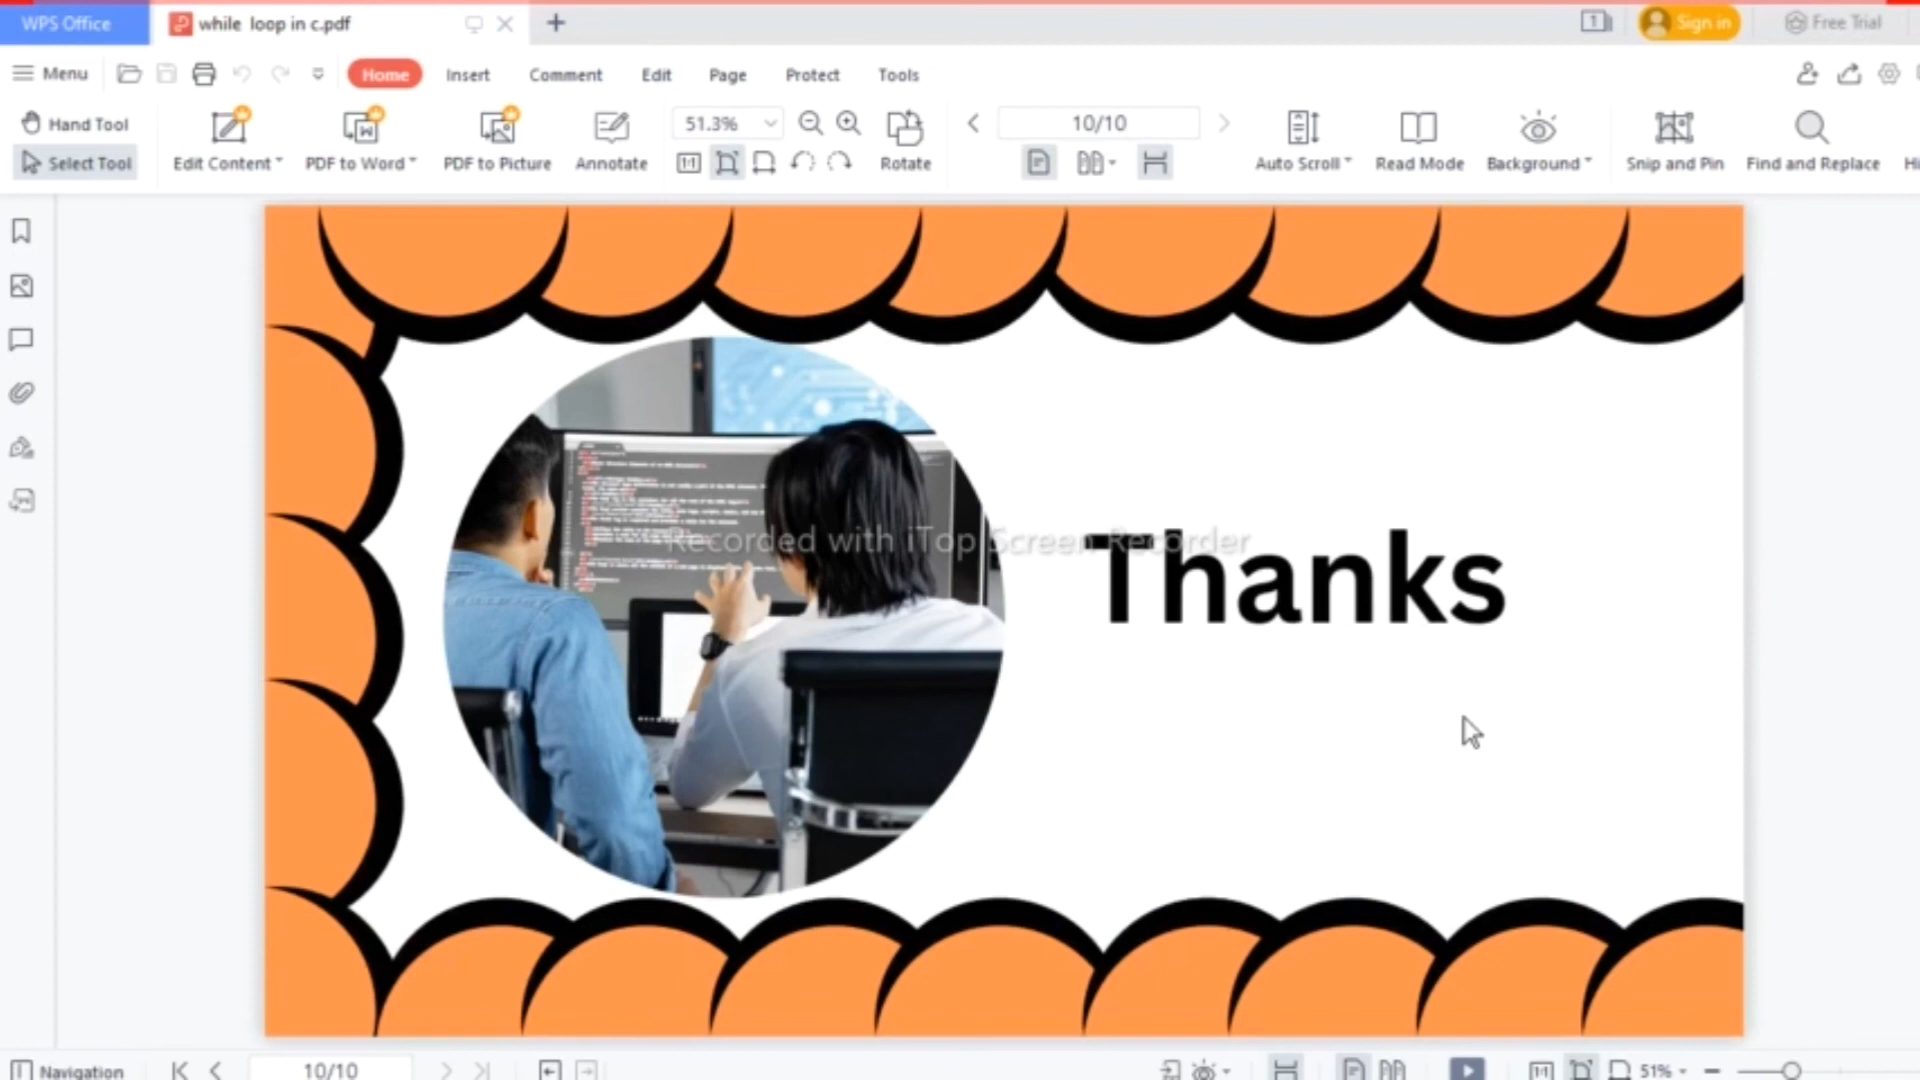 WPS Office
while loop in c.pdf
1
Sign in
Free Trial
Menu
Home
Insert
Comment
Edit
Page
Protect
Tools
Hand Tool
Select Tool
Edit Content
PDF to Word
PDF to Picture
Annotate
51.3%
Rotate
10/10
Auto Scroll
Read Mode
Background
Snip and Pin
Find and Replace
Recorded with iTop Screen Recorder
Thanks
Navigation
10/10
51%